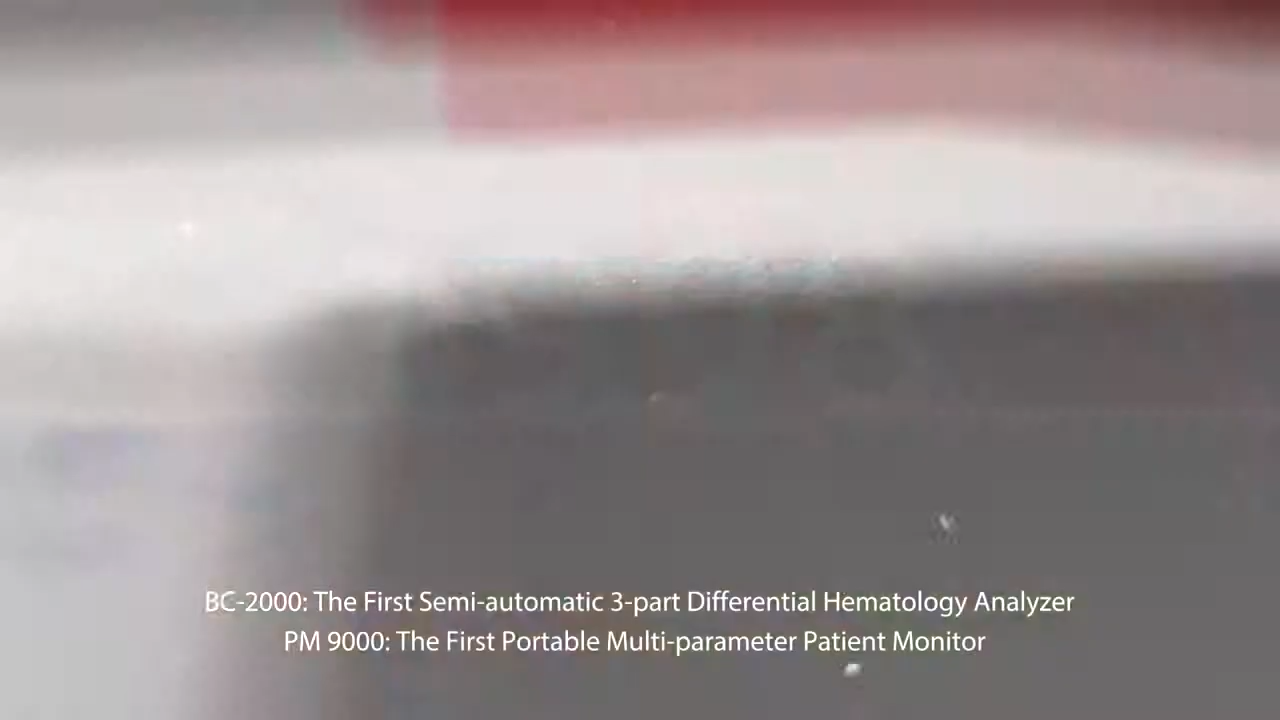 BC-2000: The First Semi-automatic 3-part Differential Hematology Analyzer
PM 9000: The First Portable Multi-parameter Patient Monitor